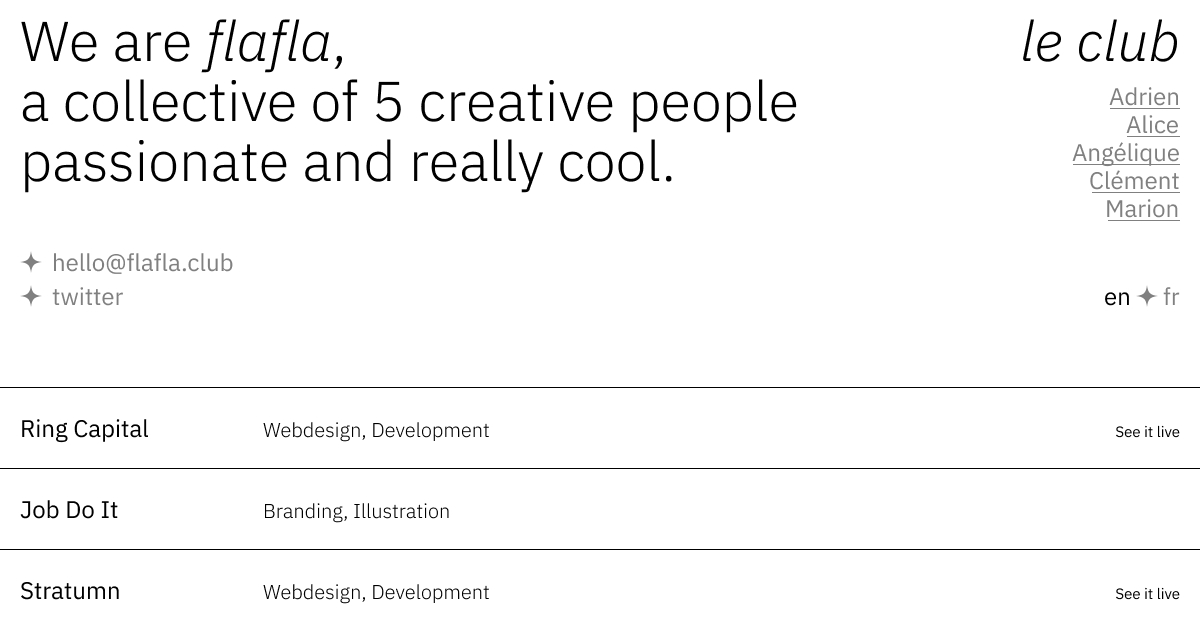 We are flafla,
a collective of 5 creative people
passionate and really cool.
le club
Adrien
Alice
Angélique
Clément
Marion
✦ hello@flafla.club
✦ twitter
en ✦ fr
Ring Capital Webdesign, Development See it live
Job Do It Branding, Illustration
Stratumn Webdesign, Development See it live